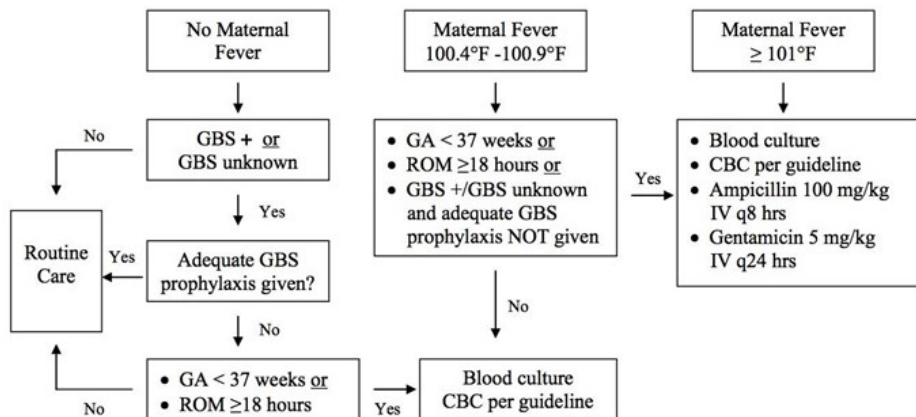 No Maternal
Fever
Maternal Fever
100.4°F -100.9°F
Maternal Fever
≥ 101°F
No
GBS + or
GBS unknown
• GA < 37 weeks or
• ROM ≥18 hours or
• GBS +/GBS unknown
and adequate GBS
prophylaxis NOT given
Yes
• Blood culture
• CBC per guideline
• Ampicillin 100 mg/kg
IV q8 hrs
• Gentamicin 5 mg/kg
IV q24 hrs
Yes
Routine
Care
Yes
Adequate GBS
prophylaxis given?
No
No
• GA < 37 weeks or
• ROM ≥18 hours
No
Yes
Blood culture
CBC per guideline